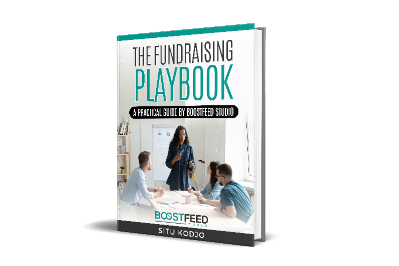 THE FUNDRAISING
PLAYBOOK
A PRACTICAL GUIDE BY BOOSTFEED STUDIO
BOOSTFEED
SITU KODJO